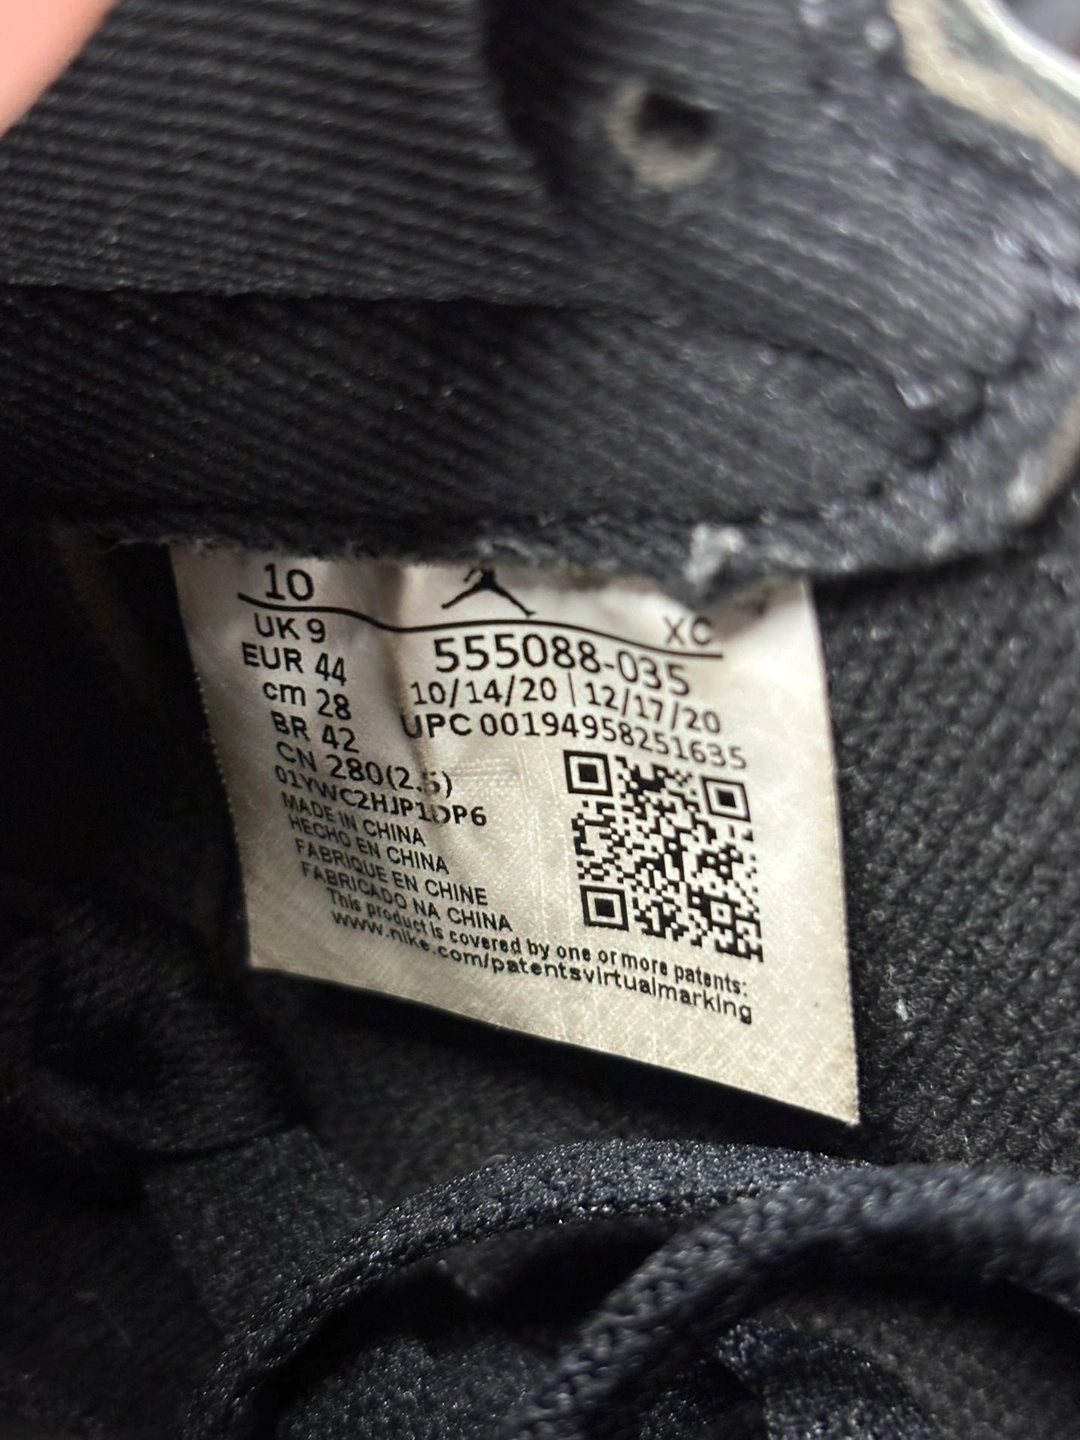 10
XC
UK 9
555088-035
EUR 44
10/14/20 | 12/17/20
cm 28
UPC 00194958251635
BR 42
CN 280(2.5)
01YWC2HJP1DP6
MADE IN CHINA
HECHO EN CHINA
FABRIQUE EN CHINE
FABRICADO NA CHINA
This product is covered by one or more patents:
www.nike.com/patentsvirtualmarking